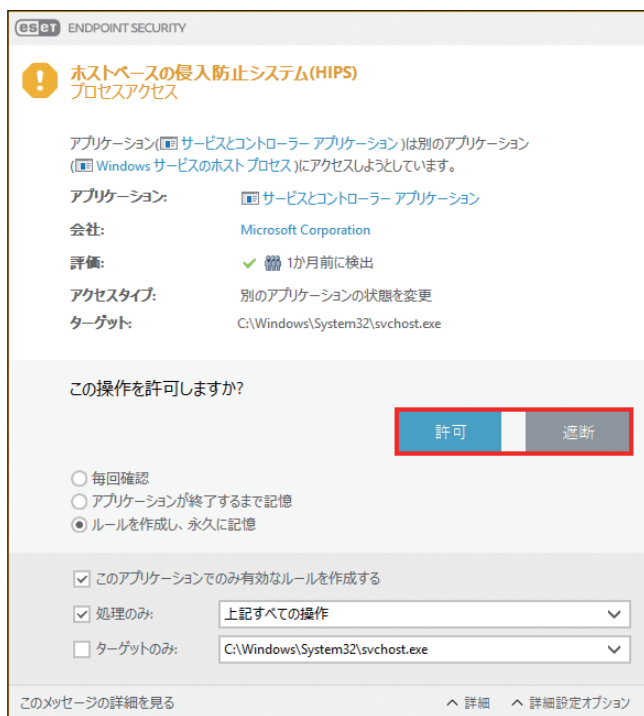 eset ENDPOINT SECURITY
ホストベースの侵入防止システム(HIPS)
プロセスアクセス
アプリケーション( サービスとコントローラー アプリケーション )は別のアプリケーション
( Windows サービスのホスト プロセス )にアクセスしようとしています。
アプリケーション: サービスとコントローラー アプリケーション
会社: Microsoft Corporation
評価: 1か月前に検出
アクセスタイプ: 別のアプリケーションの状態を変更
ターゲット: C:\Windows\System32\svchost.exe
この操作を許可しますか?
許可 遮断
毎回確認
アプリケーションが終了するまで記憶
ルールを作成し、永久に記憶
このアプリケーションでのみ有効なルールを作成する
処理のみ: 上記すべての操作
ターゲットのみ: C:\Windows\System32\svchost.exe
このメッセージの詳細を見る 詳細 詳細設定オプション